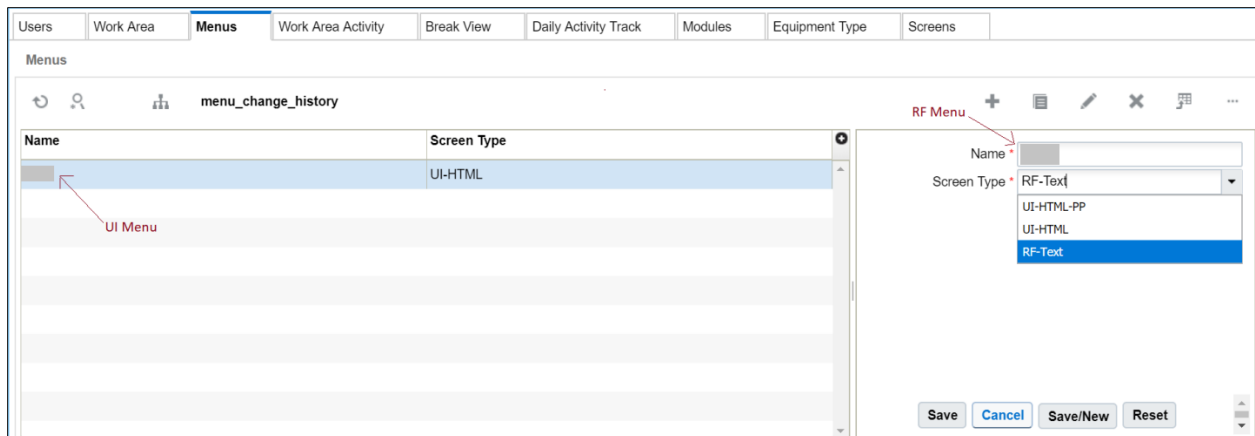 Users Work Area Menus Work Area Activity Break View Daily Activity Track Modules Equipment Type Screens
Menus
menu_change_history
RF Menu
Name Screen Type
Name *
UI-HTML
Screen Type * RF-Text
UI-HTML-PP
UI Menu
UI-HTML
RF-Text
Save Cancel Save/New Reset